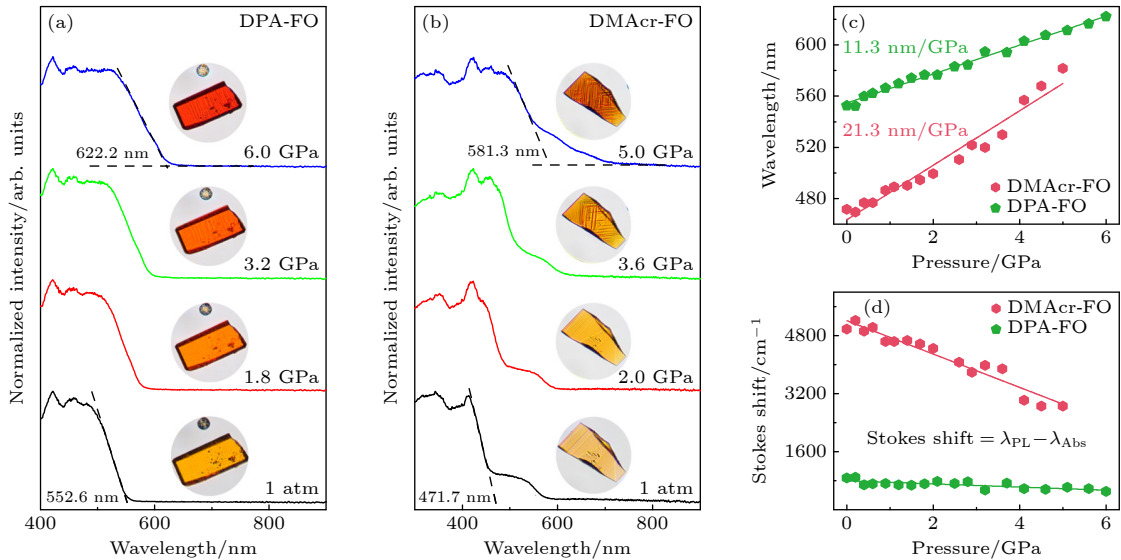 (a) DPA-FO
622.2 nm
6.0 GPa
3.2 GPa
1.8 GPa
552.6 nm
1 atm
Normalized intensity/arb. units
400 600 800
Wavelength/nm
(b) DMAcr-FO
581.3 nm
5.0 GPa
3.6 GPa
2.0 GPa
471.7 nm
1 atm
Normalized intensity/arb. units
400 600 800
Wavelength/nm
(c)
11.3 nm/GPa
21.3 nm/GPa
DMAcr-FO
DPA-FO
600
560
520
480
Wavelength/nm
0 2 4 6
Pressure/GPa
(d)
DMAcr-FO
DPA-FO
Stokes shift = λPL−λAbs
4800
3200
1600
Stokes shift/cm−1
0 2 4 6
Pressure/GPa